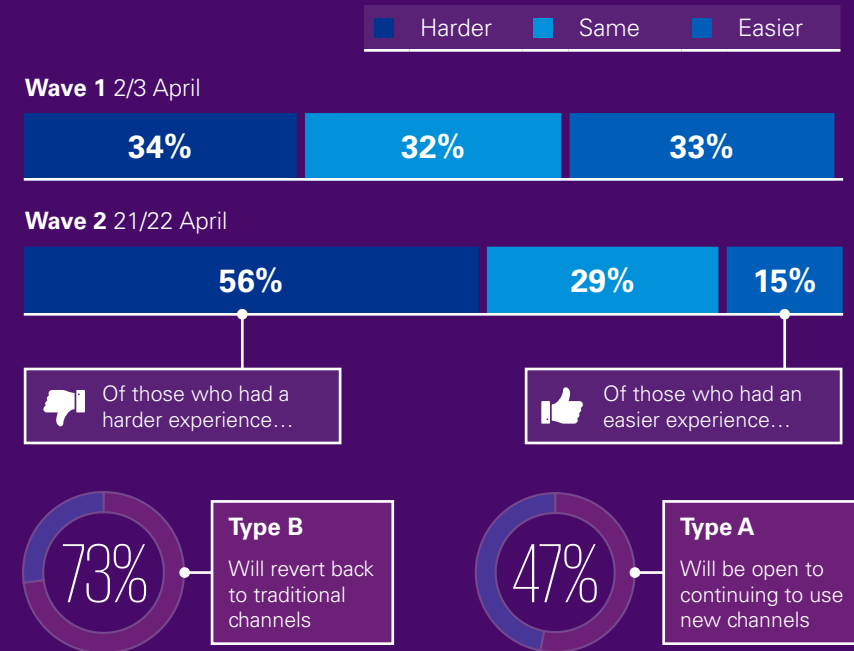 Harder Same Easier
Wave 1 2/3 April
34% 32% 33%
Wave 2 21/22 April
56% 29% 15%
Of those who had a
harder experience…
Of those who had an
easier experience…
73%
Type B
Will revert back
to traditional
channels
47%
Type A
Will be open to
continuing to use
new channels